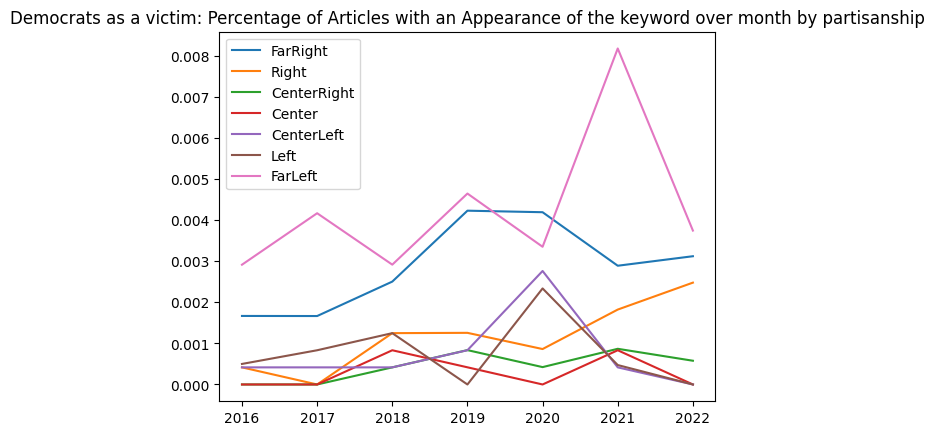 Democrats as a victim: Percentage of Articles with an Appearance of the keyword over month by partisanship
FarRight
Right
CenterRight
Center
CenterLeft
Left
FarLeft
0.008
0.007
0.006
0.005
0.004
0.003
0.002
0.001
0.000
2016 2017 2018 2019 2020 2021 2022